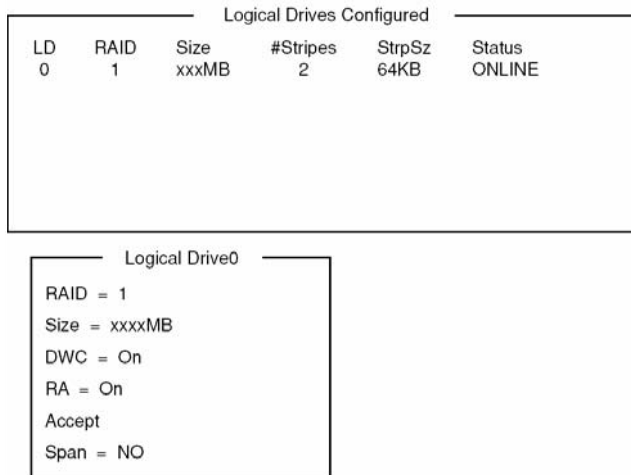 Logical Drives Configured
LD RAID Size #Stripes StrpSz Status
0 1 xxxMB 2 64KB ONLINE
Logical Drive0
RAID = 1
Size = xxxxMB
DWC = On
RA = On
Accept
Span = NO